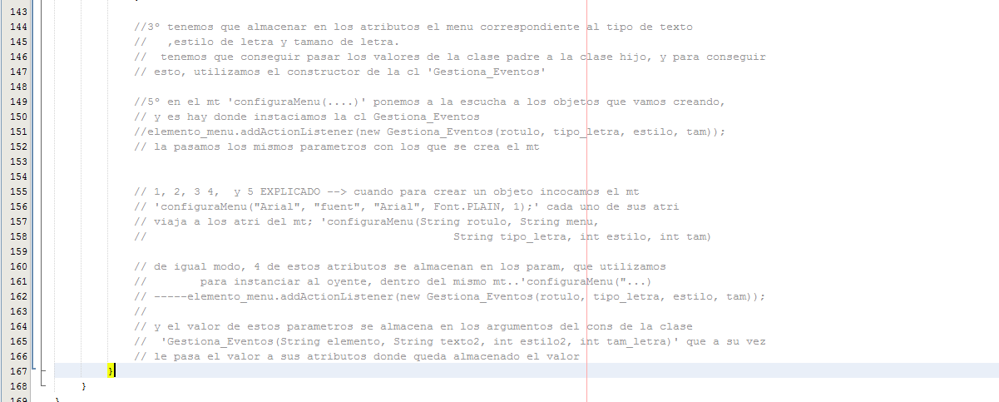 143
144 //3º tenemos que almacenar en los atributos el menu correspondiente al tipo de texto
145 //   ,estilo de letra y tamano de letra.
146 //  tenemos que conseguir pasar los valores de la clase padre a la clase hijo, y para conseguir
147 // esto, utilizamos el constructor de la cl 'Gestiona_Eventos'
148
149 //5º en el mt 'configuraMenu(....)' ponemos a la escucha a los objetos que vamos creando,
150 // y es hay donde instaciamos la cl Gestiona_Eventos
151 //elemento_menu.addActionListener(new Gestiona_Eventos(rotulo, tipo_letra, estilo, tam));
152 // la pasamos los mismos parametros con los que se crea el mt
153
154
155 // 1, 2, 3 4,  y 5 EXPLICADO --> cuando para crear un objeto incocamos el mt
156 // 'configuraMenu("Arial", "fuent", "Arial", Font.PLAIN, 1);' cada uno de sus atri
157 // viaja a los atri del mt; 'configuraMenu(String rotulo, String menu,
158 //                                              String tipo_letra, int estilo, int tam)
159
160 // de igual modo, 4 de estos atributos se almacenan en los param, que utilizamos
161 //        para instanciar al oyente, dentro del mismo mt..'configuraMenu("...)
162 // -----elemento_menu.addActionListener(new Gestiona_Eventos(rotulo, tipo_letra, estilo, tam));
163 //
164 // y el valor de estos parametros se almacena en los argumentos del cons de la clase
165 //  'Gestiona_Eventos(String elemento, String texto2, int estilo2, int tam_letra)' que a su vez
166 // le pasa el valor a sus atributos donde queda almacenado el valor
167 }
168 }
169 }